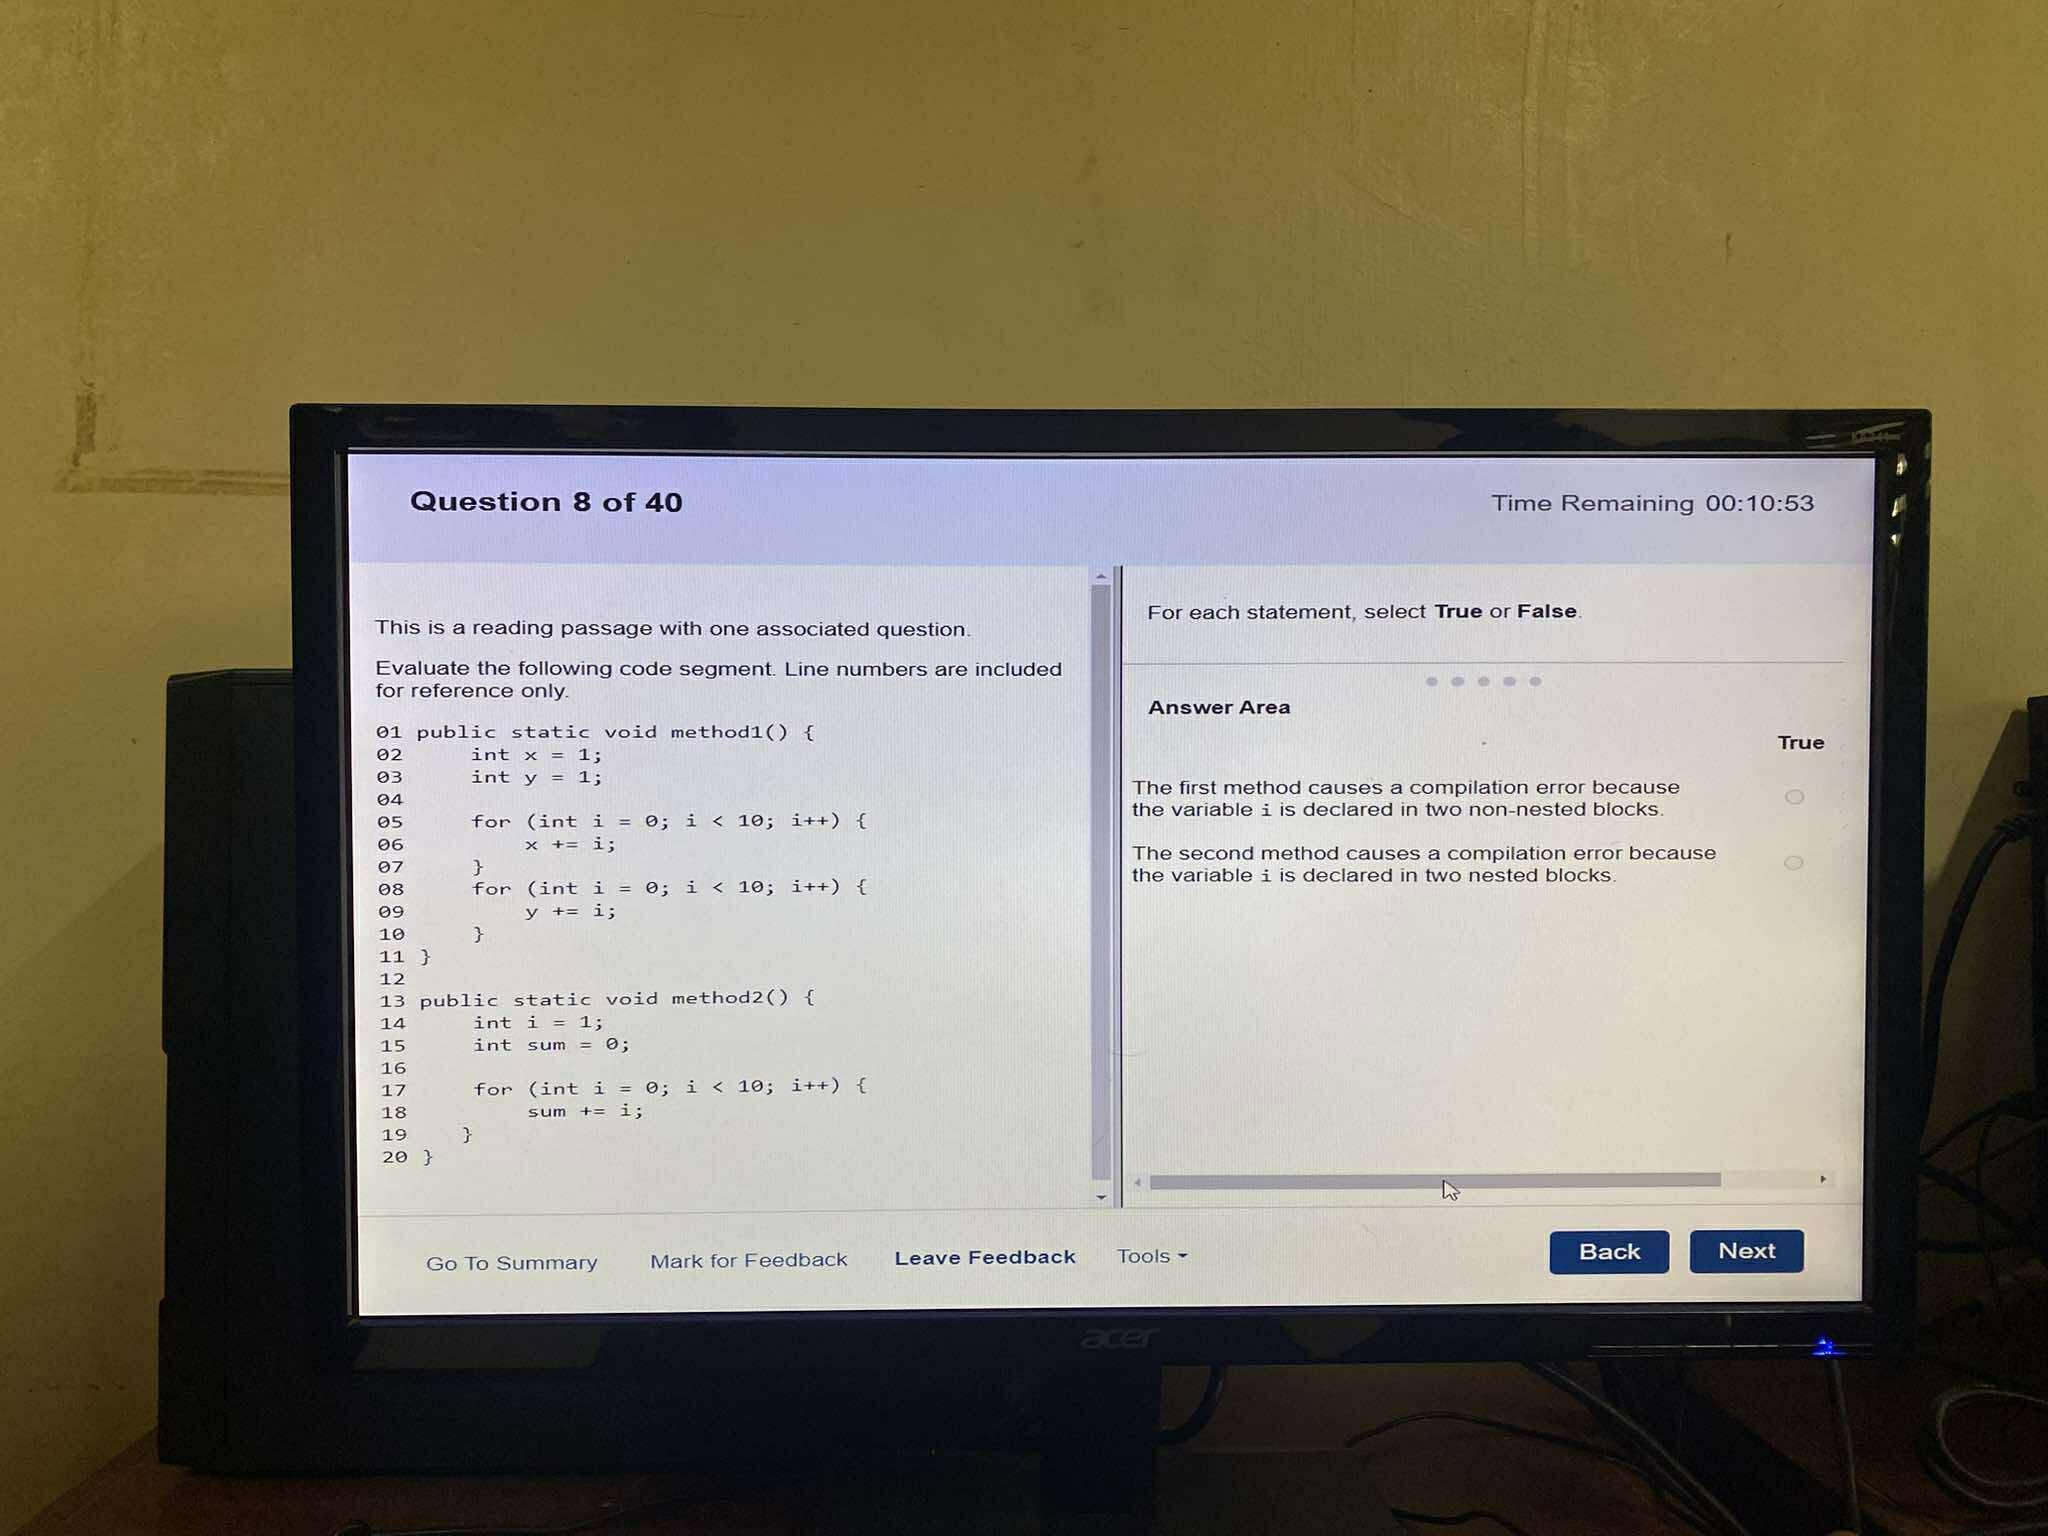 Question 8 of 40
Time Remaining 00:10:53
This is a reading passage with one associated question.
Evaluate the following code segment. Line numbers are included
for reference only.
01 public static void method1() {
02     int x = 1;
03     int y = 1;
04
05     for (int i = 0; i < 10; i++) {
06         x += i;
07     }
08     for (int i = 0; i < 10; i++) {
09         y += i;
10     }
11 }
12
13 public static void method2() {
14     int i = 1;
15     int sum = 0;
16
17     for (int i = 0; i < 10; i++) {
18         sum += i;
19     }
20 }
For each statement, select True or False.
Answer Area
True
The first method causes a compilation error because
the variable i is declared in two non-nested blocks.
The second method causes a compilation error because
the variable i is declared in two nested blocks.
Go To Summary
Mark for Feedback
Leave Feedback
Tools
Back
Next
acer